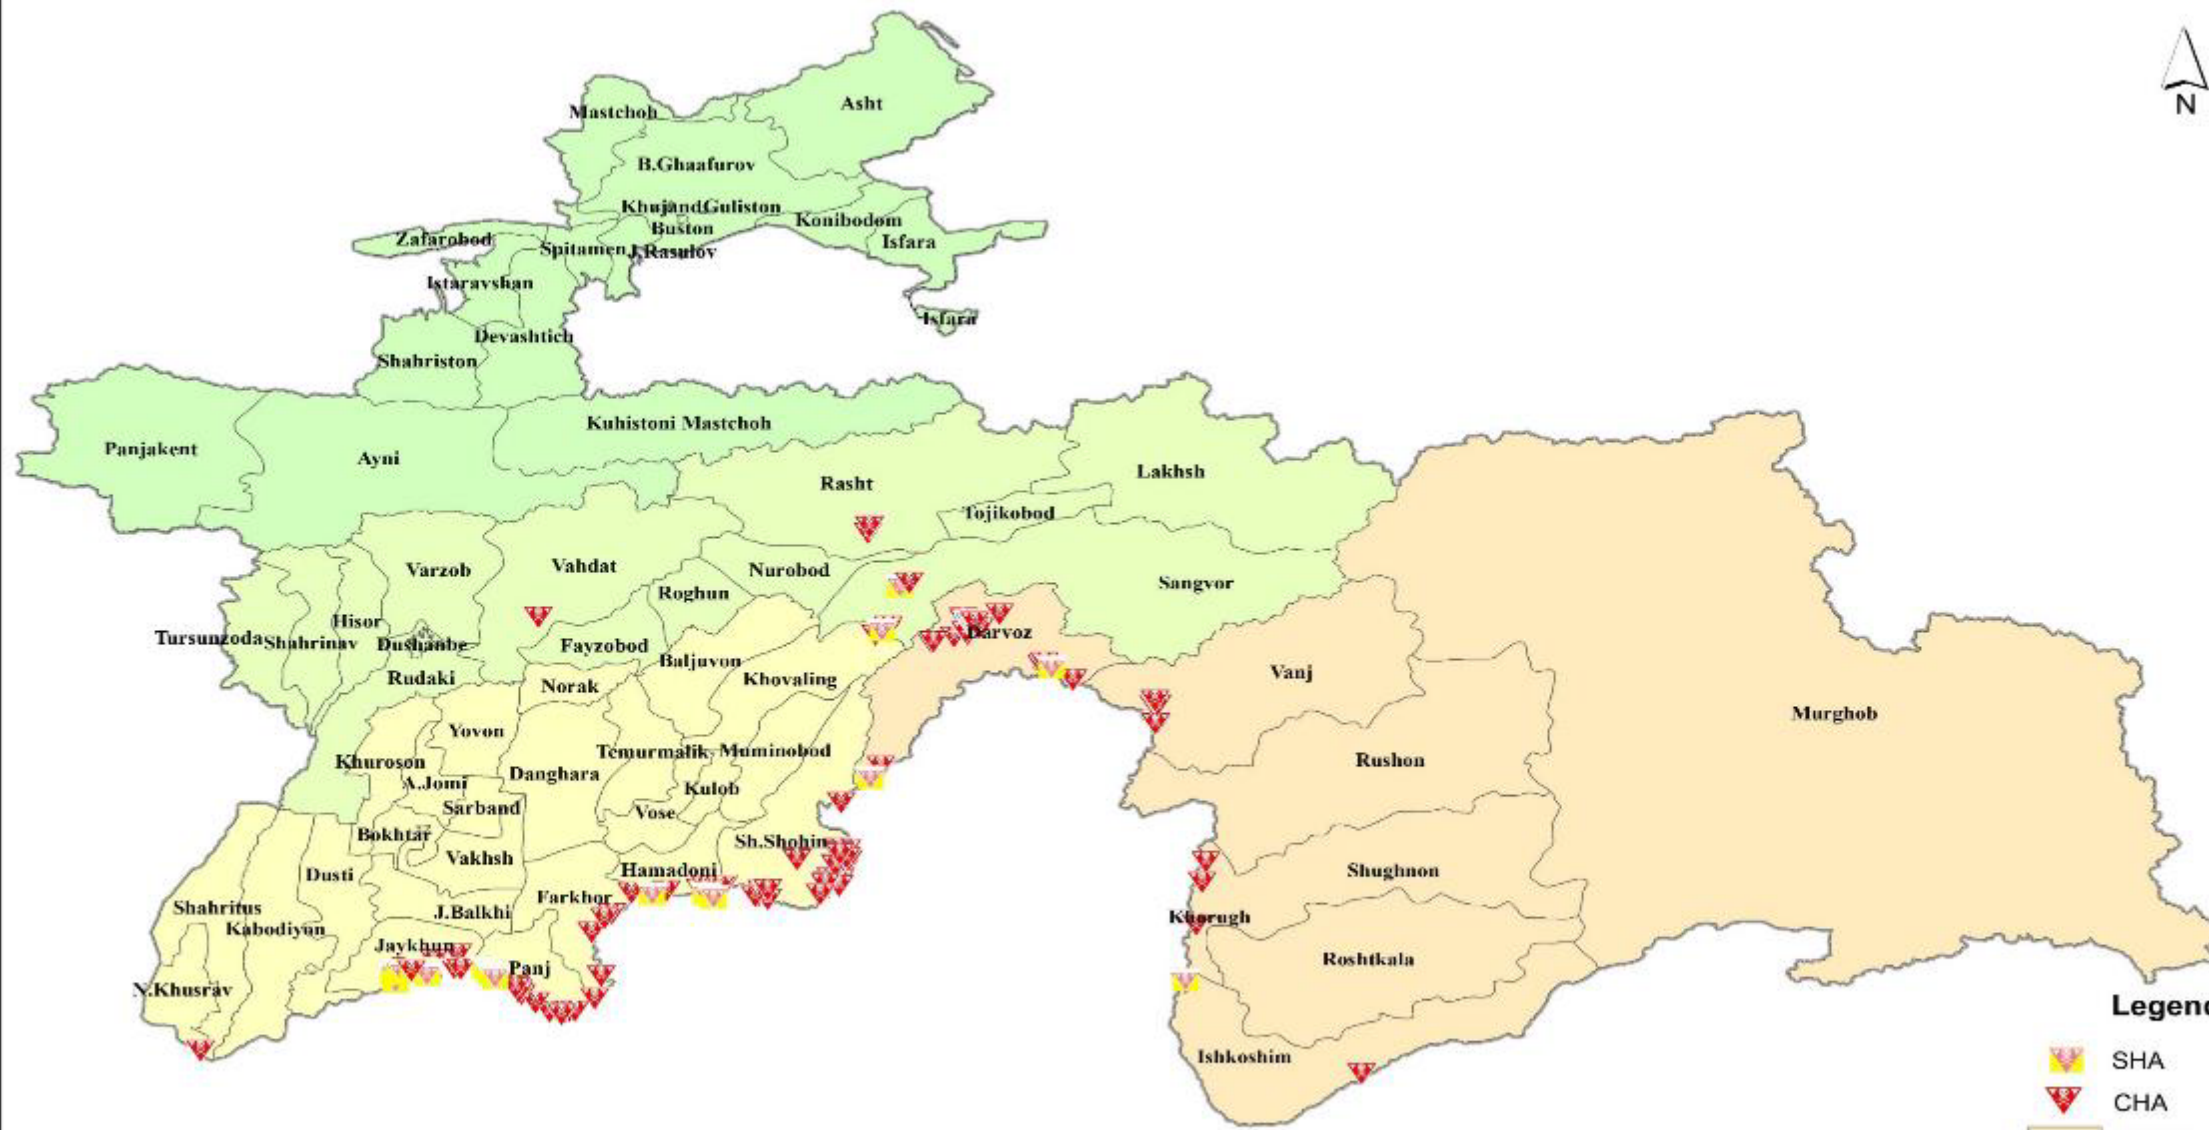 N
Asht
Mastchoh
B.Ghaafurov
Khujand
Guliston
Konibodom
Buston
Zafarobod
Isfara
Spitamen
J.Rasulov
Istaravshan
Isfara
Devashtich
Shahriston
Kuhistoni Mastchoh
Panjakent
Ayni
Lakhsh
Rasht
Tojikobod
Vahdat
Varzob
Nurobod
Sangvor
Roghun
Hisor
Tursunzoda
Shahrinav
Dushanbe
Fayzobod
Darvoz
Baljuvon
Vanj
Rudaki
Norak
Khovaling
Murghob
Yovon
Temurmalik
Muminobod
Khuroson
Rushon
Danghara
A.Jomi
Kulob
Sarband
Vose
Bokhtar
Sh.Shohin
Vakhsh
Hamadoni
Shughnon
Dusti
Farkhor
Shahritus
J.Balkhi
Khorugh
Kabodiyon
Jaykhun
Roshtkala
Panj
N.Khusrav
Legend
Ishkoshim
SHA
CHA